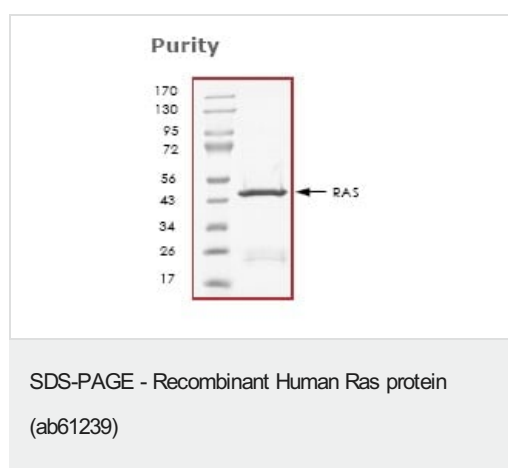 Purity
170
130
95
72
56
43
34
26
17
RAS
SDS-PAGE - Recombinant Human Ras protein
(ab61239)